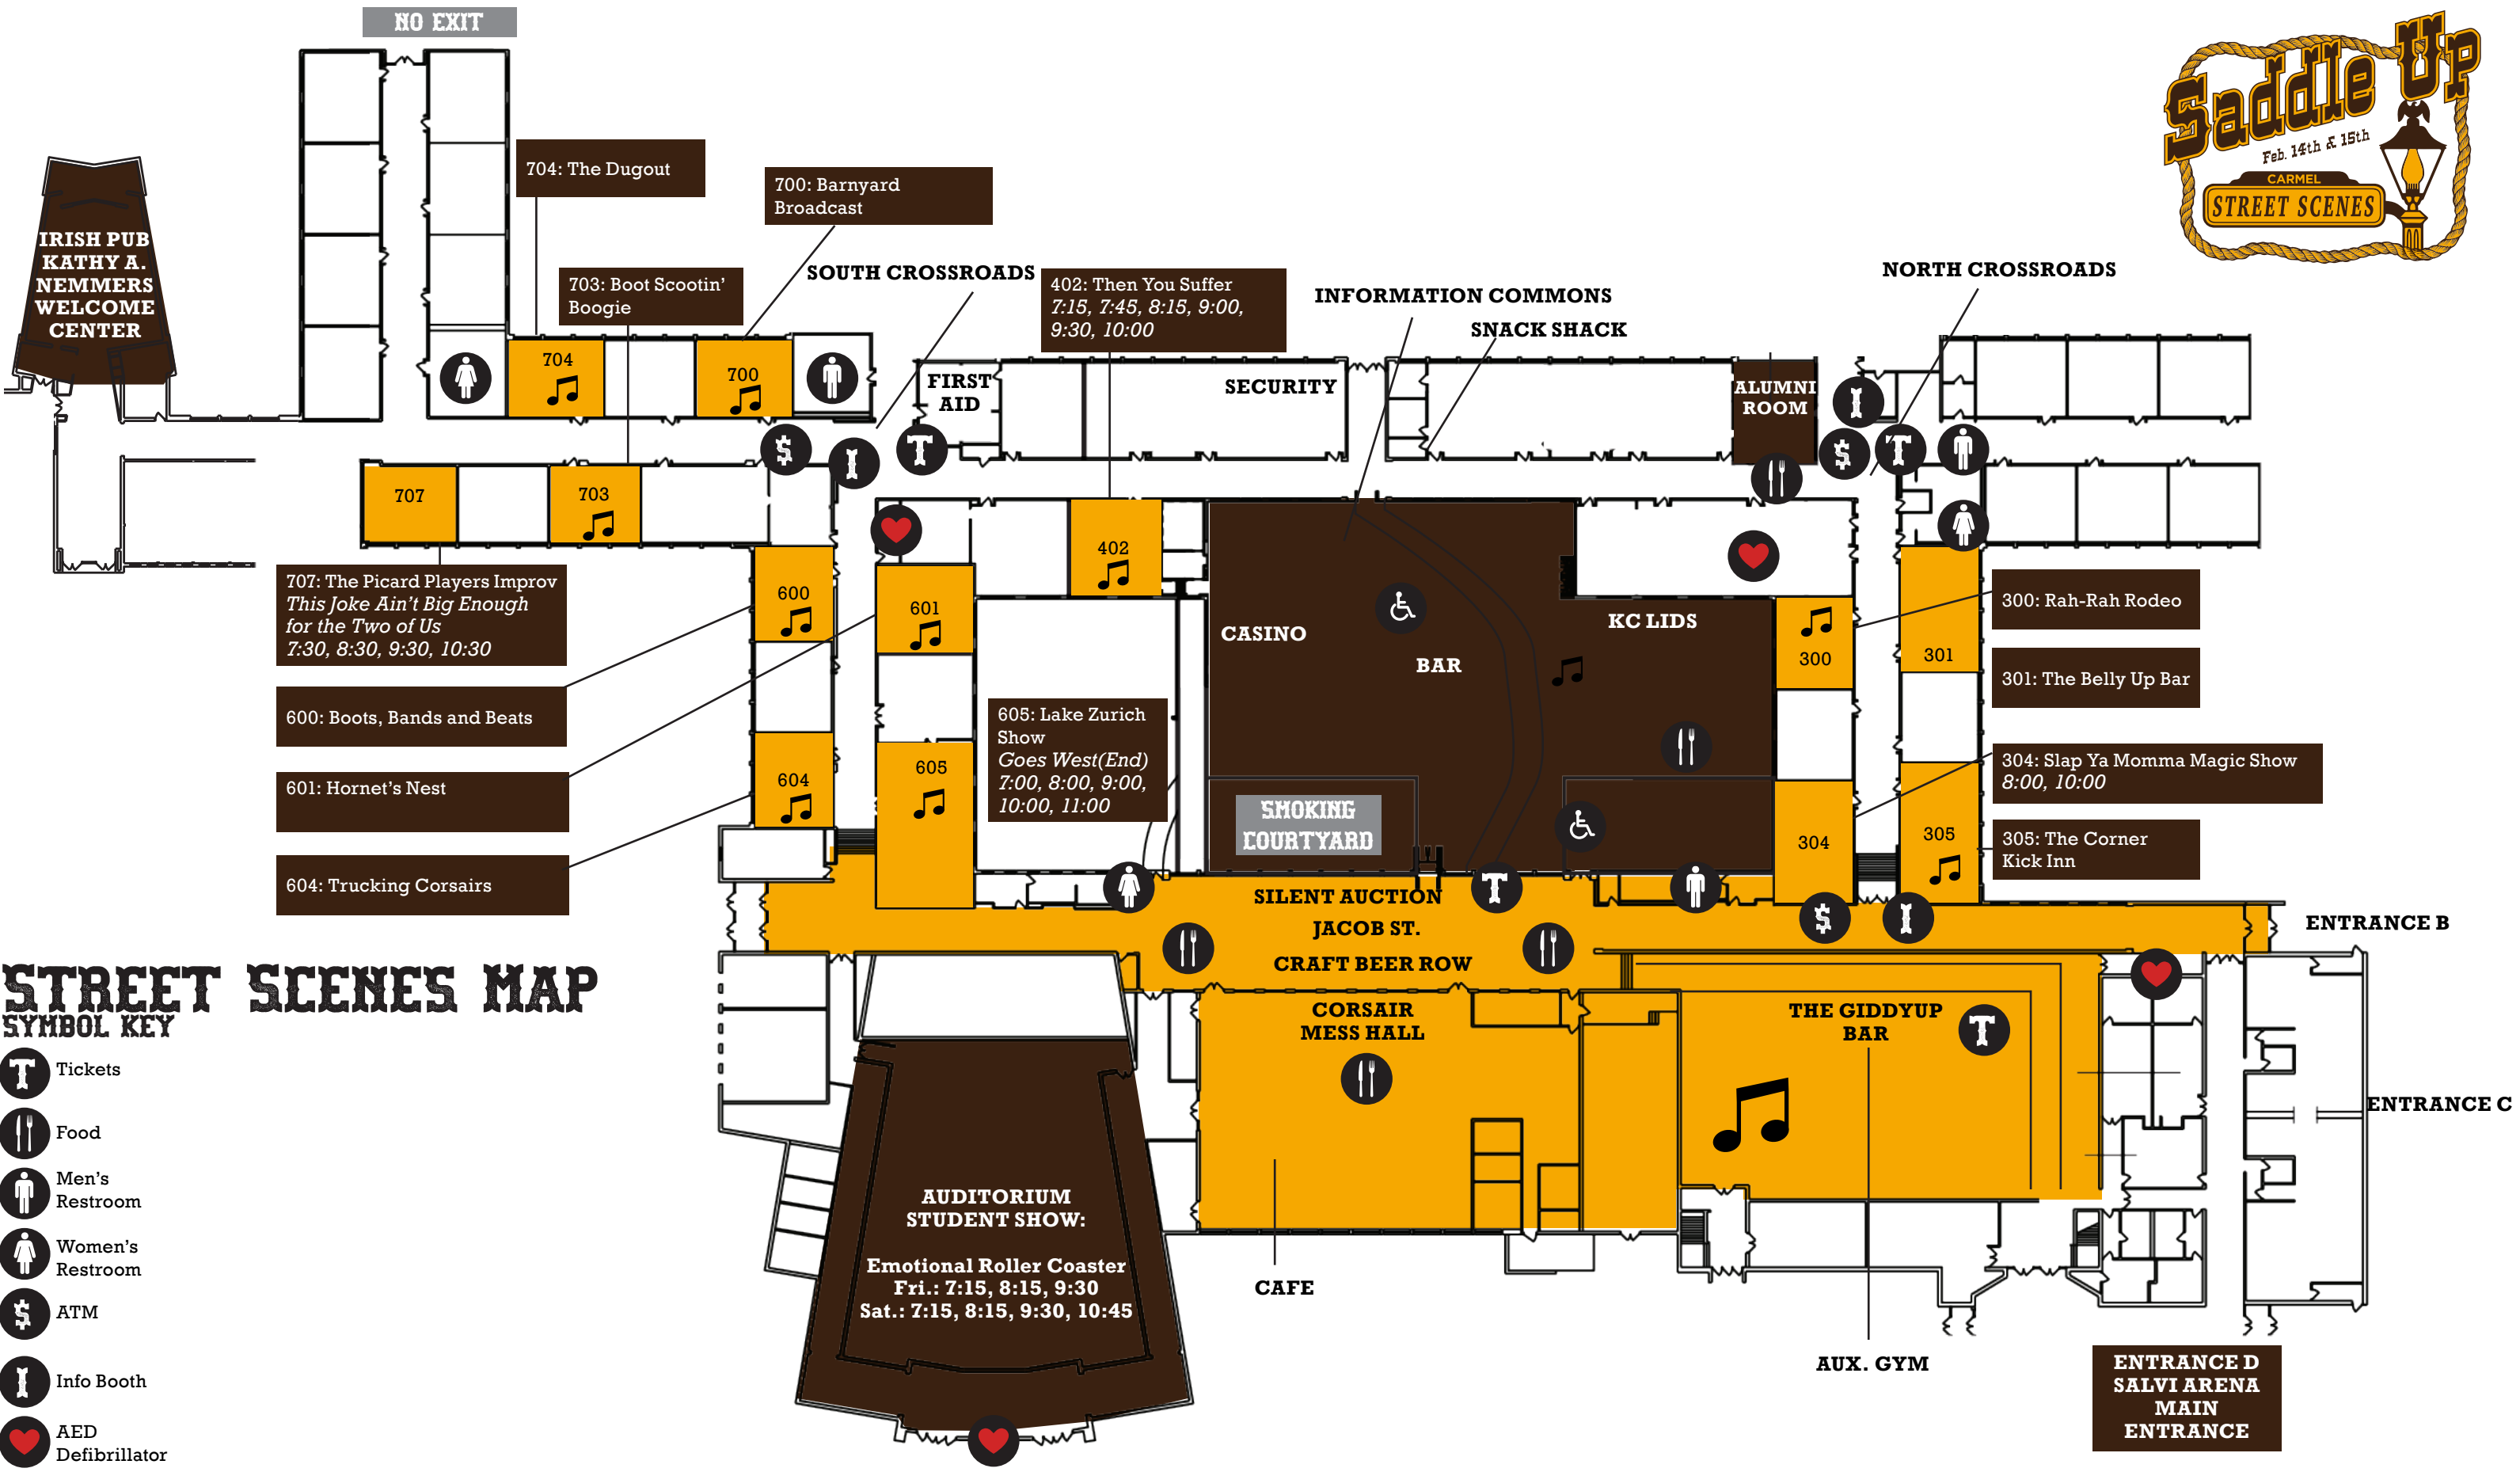 NO EXIT
Saddle Up
Feb. 14th & 15th
CARMEL
STREET SCENES
IRISH PUB
KATHY A.
NEMMERS
WELCOME
CENTER
704: The Dugout
700: Barnyard
Broadcast
703: Boot Scootin’
Boogie
SOUTH CROSSROADS
402: Then You Suffer
7:15, 7:45, 8:15, 9:00,
9:30, 10:00
INFORMATION COMMONS
SNACK SHACK
NORTH CROSSROADS
704
700
FIRST
AID
SECURITY
ALUMNI
ROOM
I
$
I
T
$
T
707
703
402
600
601
707: The Picard Players Improv
This Joke Ain’t Big Enough
for the Two of Us
7:30, 8:30, 9:30, 10:30
600: Boots, Bands and Beats
601: Hornet’s Nest
604: Trucking Corsairs
604
605
605: Lake Zurich
Show
Goes West(End)
7:00, 8:00, 9:00,
10:00, 11:00
CASINO
BAR
KC LIDS
SMOKING
COURTYARD
300
301
304
305
300: Rah-Rah Rodeo
301: The Belly Up Bar
304: Slap Ya Momma Magic Show
8:00, 10:00
305: The Corner
Kick Inn
SILENT AUCTION
JACOB ST.
CRAFT BEER ROW
T
$
I
ENTRANCE B
CORSAIR
MESS HALL
THE GIDDYUP
BAR
T
ENTRANCE C
AUDITORIUM
STUDENT SHOW:
Emotional Roller Coaster
Fri.: 7:15, 8:15, 9:30
Sat.: 7:15, 8:15, 9:30, 10:45
CAFE
AUX. GYM
ENTRANCE D
SALVI ARENA
MAIN
ENTRANCE
STREET SCENES MAP
SYMBOL KEY
T Tickets
Food
Men’s
Restroom
Women’s
Restroom
$ ATM
I Info Booth
AED
Defibrillator